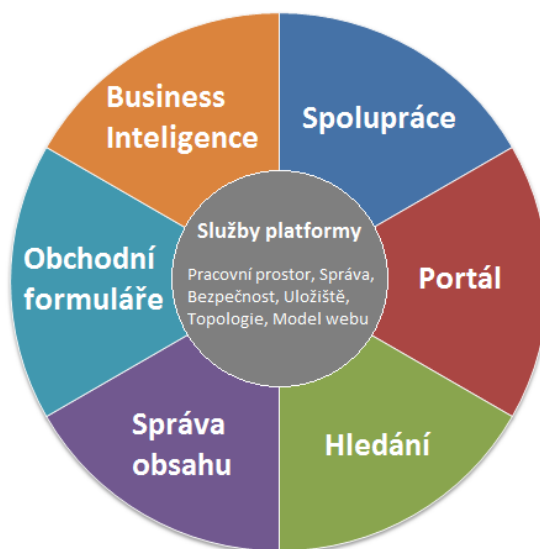 Business
Inteligence
Spolupráce
Služby platformy
Pracovní prostor, Správa,
Bezpečnost, Uložiště,
Topologie, Model webu
Obchodní
formuláře
Portál
Správa
obsahu
Hledání